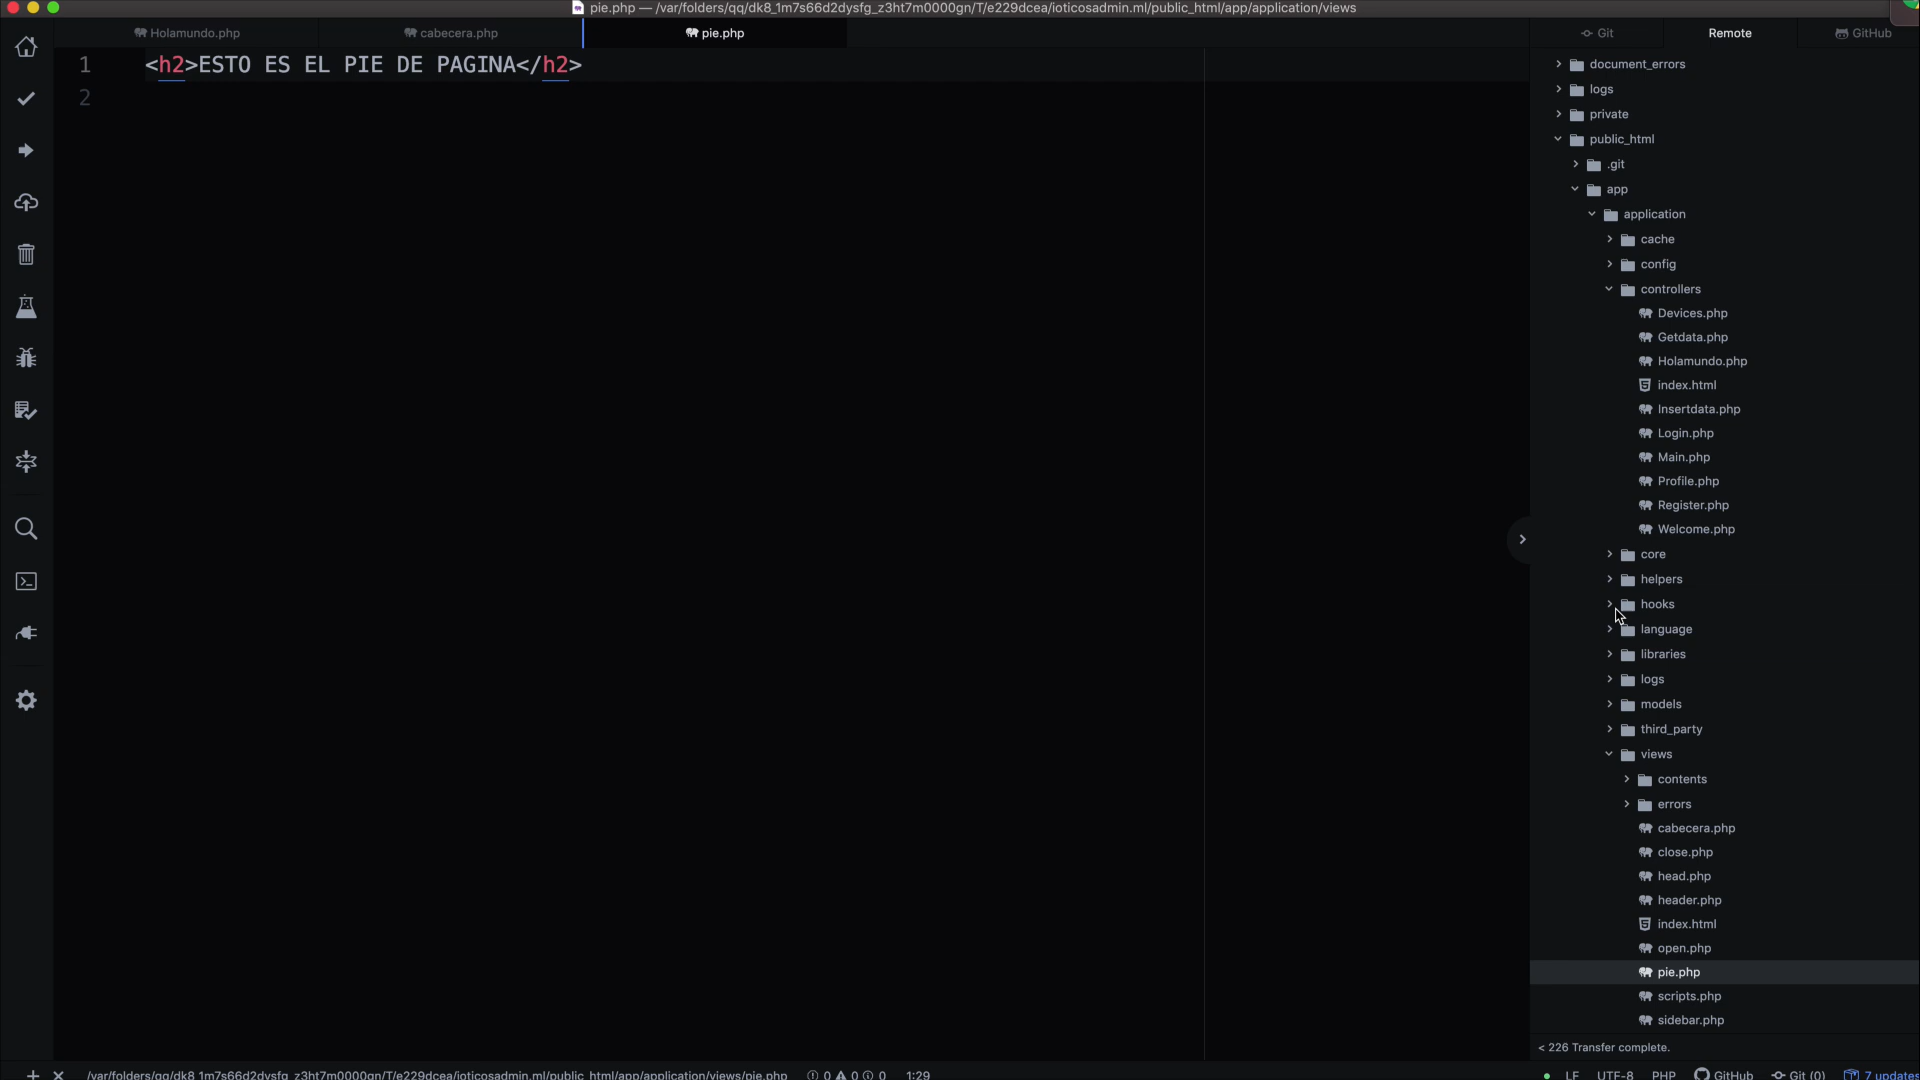 pie.php — /var/folders/qq/dk8_1m7s66d2dysfg_z3ht7m0000gn/T/e229dcea/ioticosadmin.ml/public_html/app/application/views
Holamundo.php
cabecera.php
pie.php
Git
Remote
GitHub
1 <h2>ESTO ES EL PIE DE PAGINA</h2>
2
document_errors
logs
private
public_html
.git
app
application
cache
config
controllers
Devices.php
Getdata.php
Holamundo.php
index.html
Insertdata.php
Login.php
Main.php
Profile.php
Register.php
Welcome.php
core
helpers
hooks
language
libraries
logs
models
third_party
views
contents
errors
cabecera.php
close.php
head.php
header.php
index.html
open.php
pie.php
scripts.php
sidebar.php
< 226 Transfer complete.
/var/folders/qq/dk8_1m7s66d2dysfg_z3ht7m0000gn/T/e229dcea/ioticosadmin.ml/public_html/app/application/views/pie.php 0 0 0 1:29 LF UTF-8 PHP GitHub Git (0) 7 updates